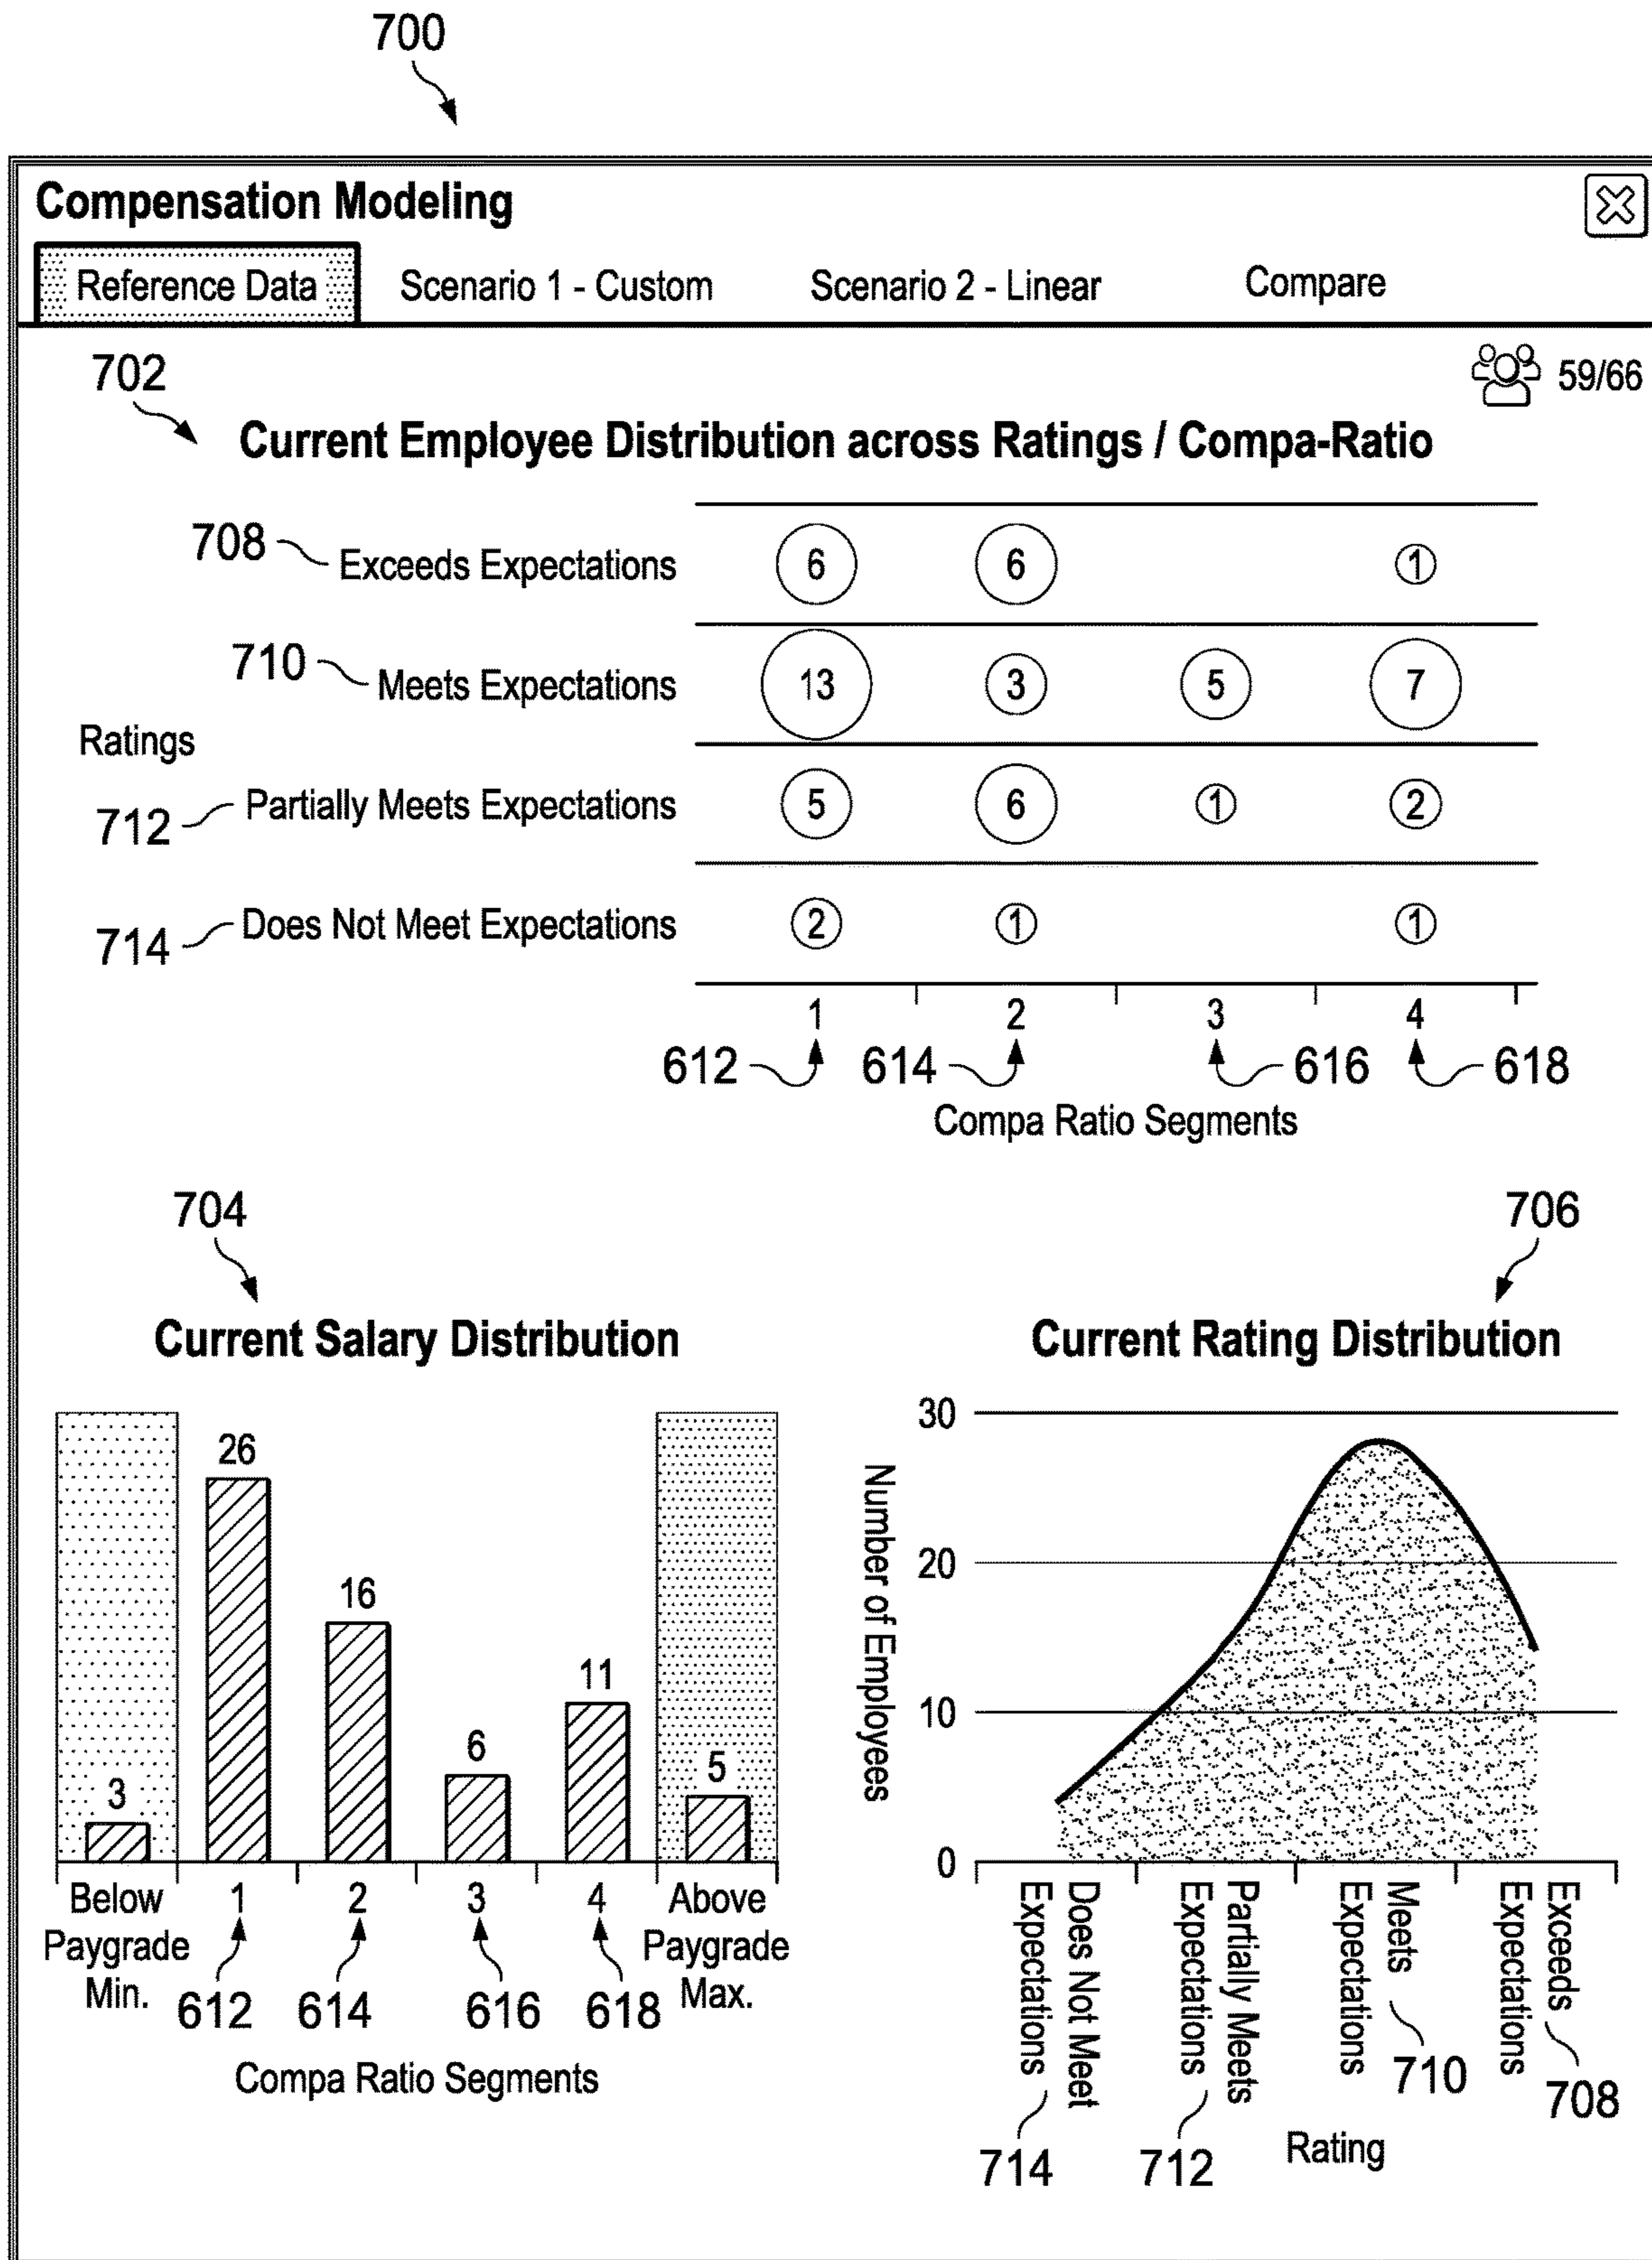 700
Compensation Modeling
Reference Data Scenario 1 - Custom Scenario 2 - Linear Compare
59/66
702
Current Employee Distribution across Ratings / Compa-Ratio
708 Exceeds Expectations 6 6 1
710 Meets Expectations 13 3 5 7
Ratings
712 Partially Meets Expectations 5 6 1 2
714 Does Not Meet Expectations 2 1 1
1 2 3 4
612 614 616 618
Compa Ratio Segments
704
Current Salary Distribution
3 26 16 6 11 5
Below Paygrade Min. 1 2 3 4 Above Paygrade Max.
612 614 616 618
Compa Ratio Segments
706
Current Rating Distribution
Number of Employees
30
20
10
0
Does Not Meet Expectations
Partially Meets Expectations
Meets Expectations
Exceeds Expectations
714 712 710 708
Rating